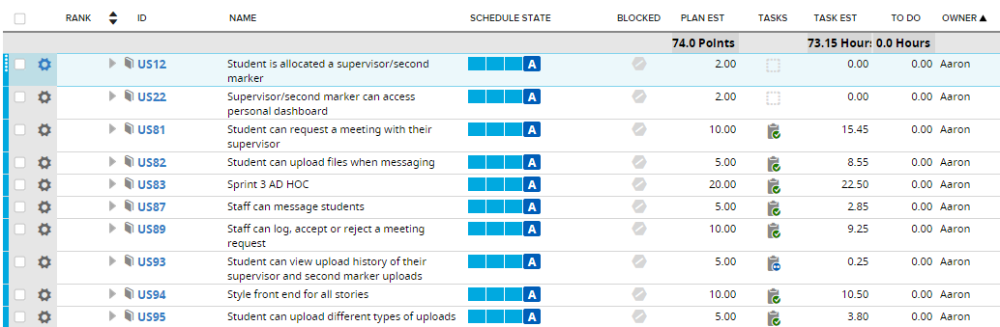 RANK ID NAME SCHEDULE STATE BLOCKED PLAN EST TASKS TASK EST TO DO OWNER
74.0 Points 73.15 Hour 0.0 Hours
US12 Student is allocated a supervisor/second A 2.00 0.00 0.00 Aaron
marker
US22 Supervisor/second marker can access A 2.00 0.00 0.00 Aaron
personal dashboard
US81 Student can request a meeting with their A 10.00 15.45 0.00 Aaron
supervisor
US82 Student can upload files when messaging A 5.00 8.55 0.00 Aaron
US83 Sprint 3 AD HOC A 20.00 22.50 0.00 Aaron
US87 Staff can message students A 5.00 2.85 0.00 Aaron
US89 Staff can log, accept or reject a meeting A 10.00 9.25 0.00 Aaron
request
US93 Student can view upload history of their A 5.00 0.25 0.00 Aaron
supervisor and second marker uploads
US94 Style front end for all stories A 10.00 10.50 0.00 Aaron
US95 Student can upload different types of uploads A 5.00 3.80 0.00 Aaron